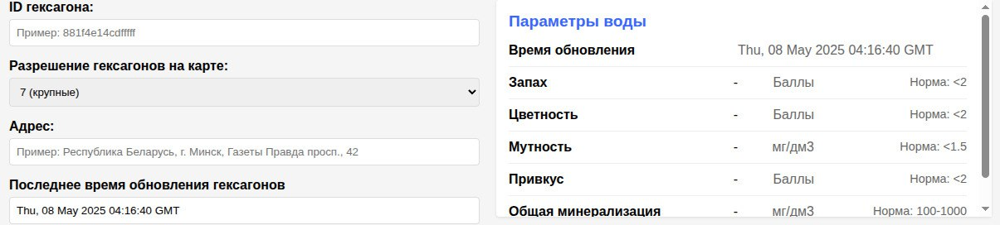 ID гексагона:
Пример: 881f4e14cdfffff
Разрешение гексагонов на карте:
7 (крупные)
Адрес:
Пример: Республика Беларусь, г. Минск, Газеты Правда просп., 42
Последнее время обновления гексагонов
Thu, 08 May 2025 04:16:40 GMT
Параметры воды
Время обновления Thu, 08 May 2025 04:16:40 GMT
Запах - Баллы Норма: <2
Цветность - Баллы Норма: <2
Мутность - мг/дм3 Норма: <1.5
Привкус - Баллы Норма: <2
Общая минерализация - мг/дм3 Норма: 100-1000